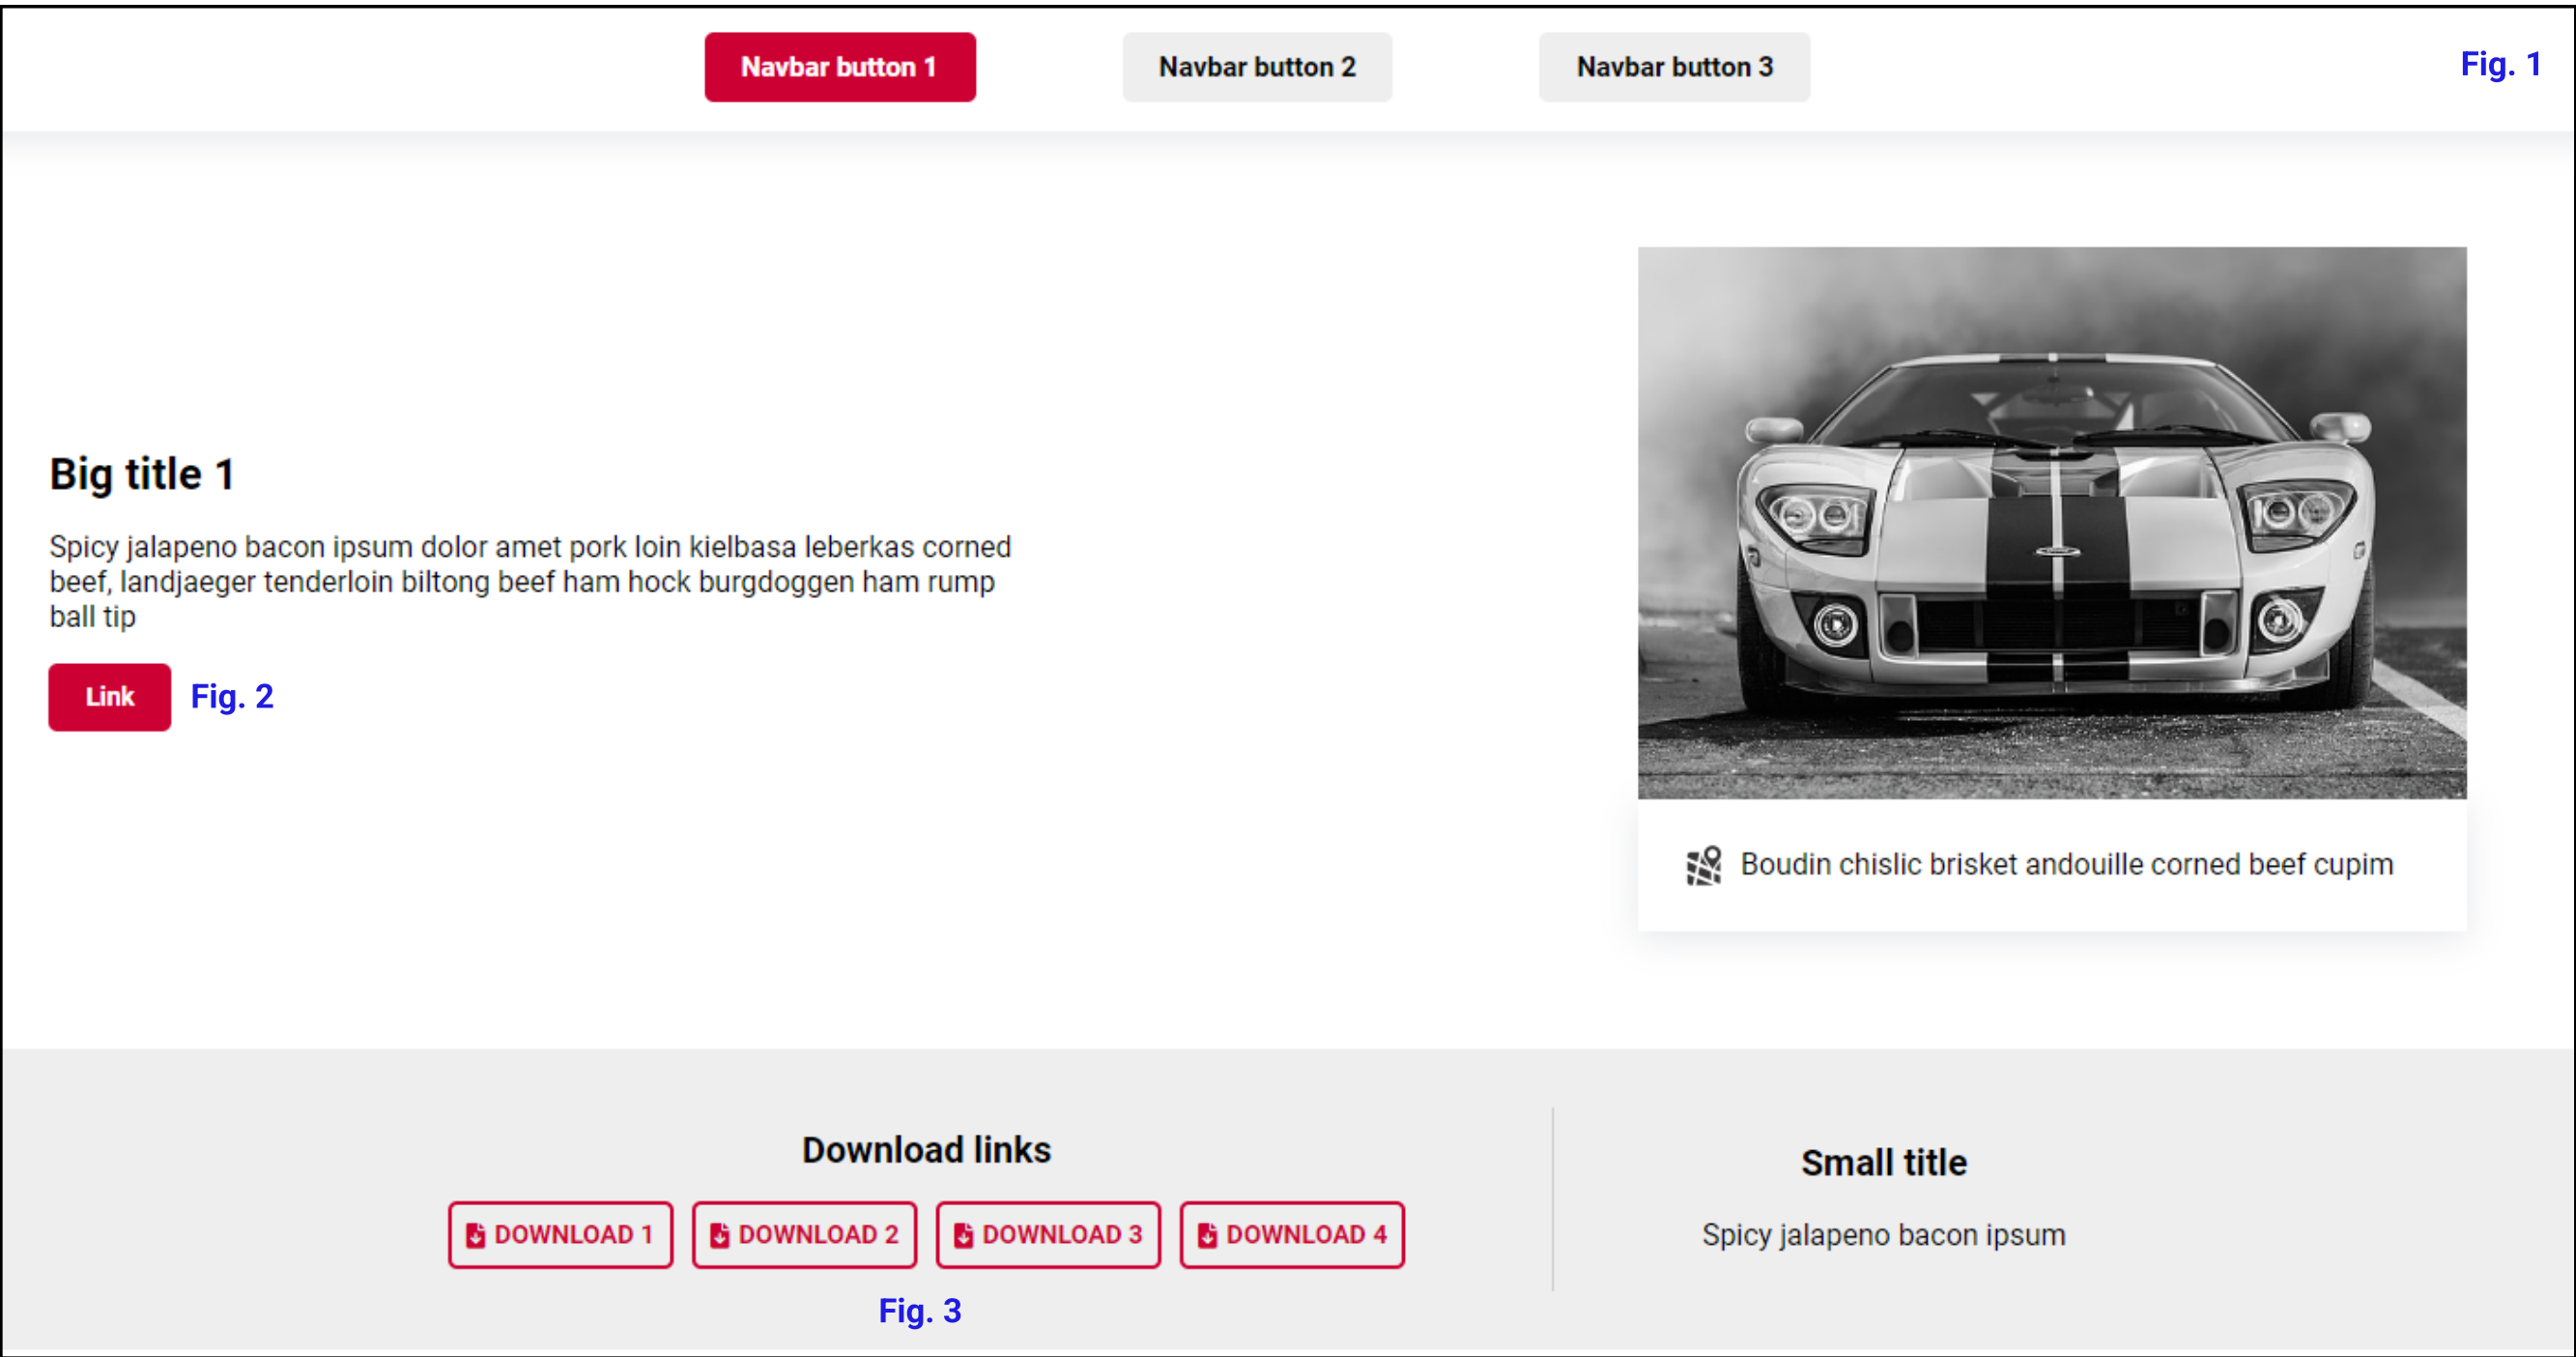 Navbar button 1
Navbar button 2
Navbar button 3
Fig. 1
Big title 1
Spicy jalapeno bacon ipsum dolor amet pork loin kielbasa leberkas corned
beef, landjaeger tenderloin biltong beef ham hock burgdoggen ham rump
ball tip
Link
Fig. 2
Boudin chislic brisket andouille corned beef cupim
Download links
DOWNLOAD 1
DOWNLOAD 2
DOWNLOAD 3
DOWNLOAD 4
Fig. 3
Small title
Spicy jalapeno bacon ipsum